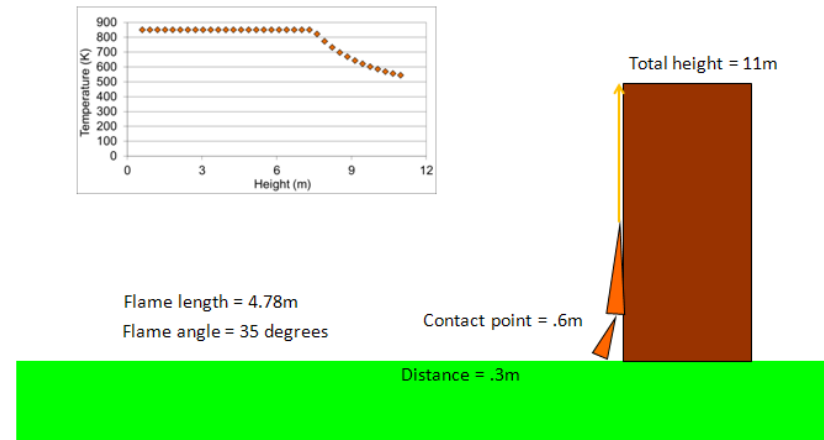 900
800
700
600
500
400
300
200
100
0
Temperature (K)
0 3 6 9 12
Height (m)
Total height = 11m
Flame length = 4.78m
Flame angle = 35 degrees
Contact point = .6m
Distance = .3m